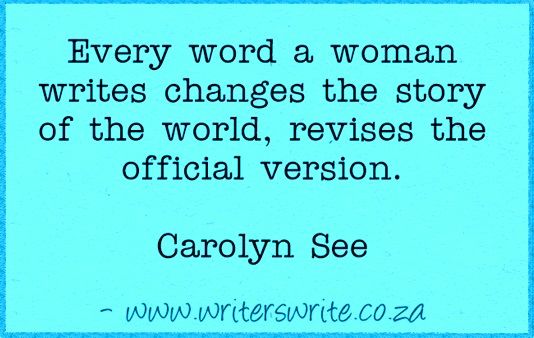 Every word a woman
writes changes the story
of the world, revises the
official version.
Carolyn See
- www.writerswrite.co.za